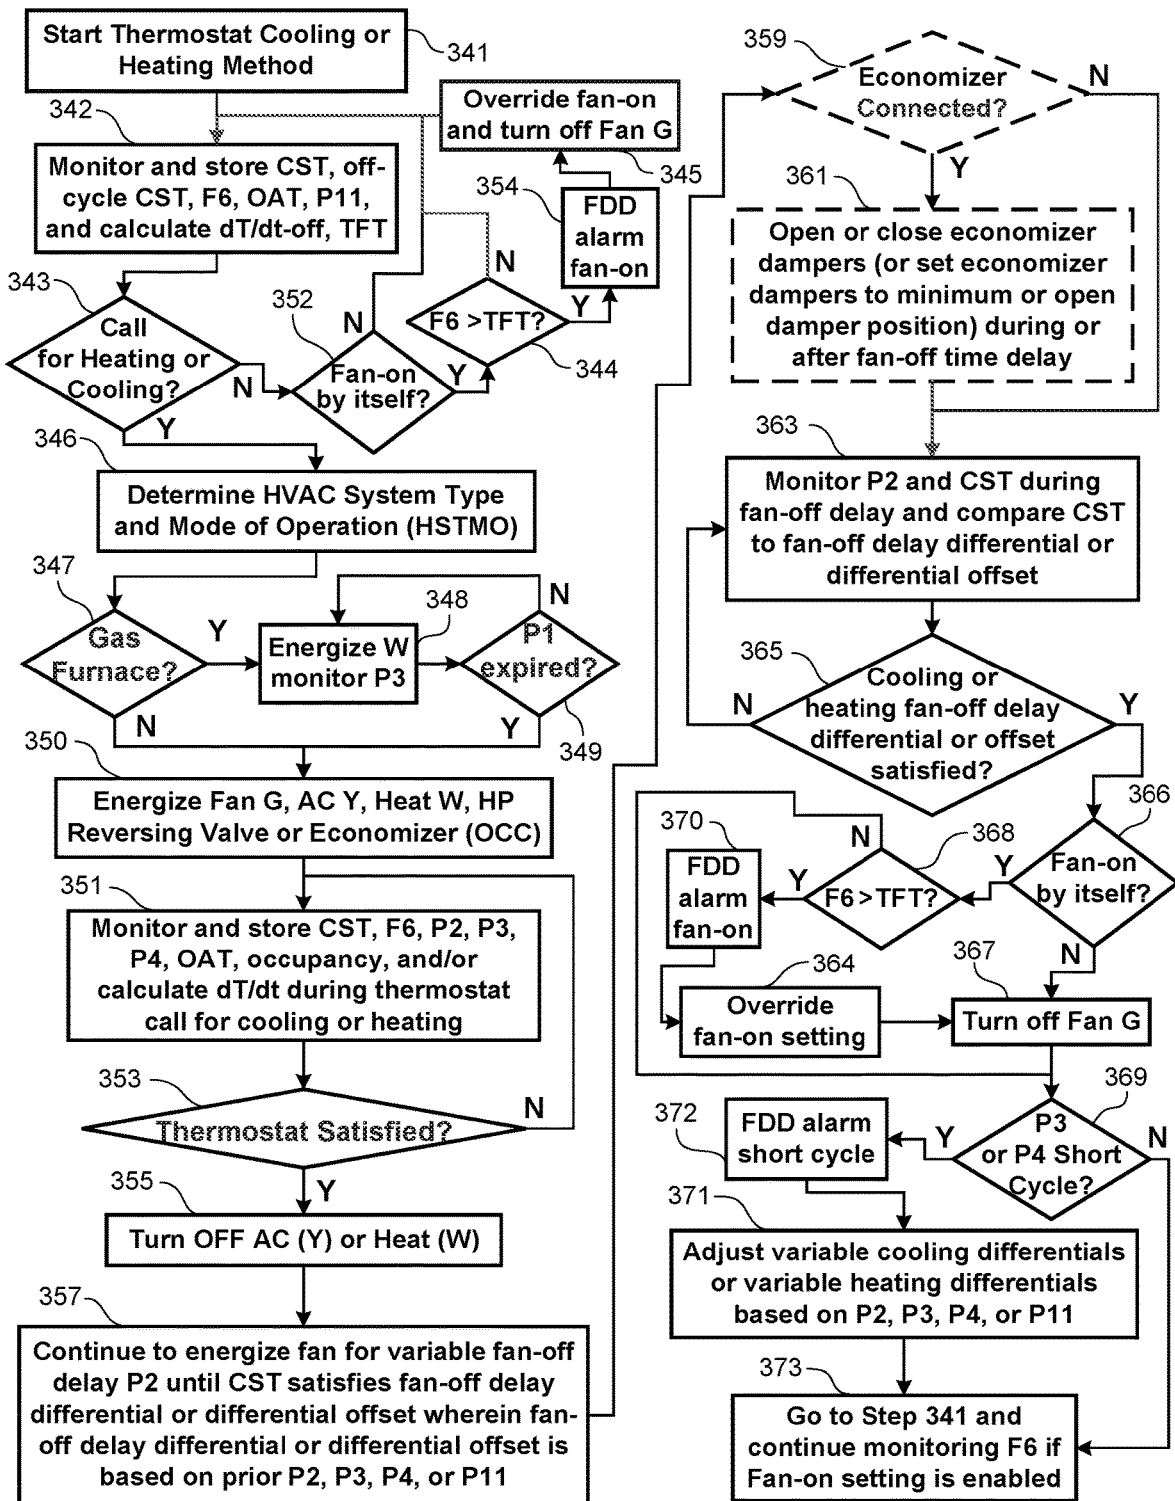 Start Thermostat Cooling or
Heating Method
341
342
Monitor and store CST, off-
cycle CST, F6, OAT, P11,
and calculate dT/dt-off, TFT
Override fan-on
and turn off Fan G
345
354
FDD
alarm
fan-on
343
Call
for Heating or
Cooling?
N
Y
352
Fan-on
by itself?
N
Y
F6 >TFT?
N
Y
344
346
Determine HVAC System Type
and Mode of Operation (HSTMO)
347
Gas
Furnace?
Y
N
Energize W
monitor P3
348
P1
expired?
N
Y
349
350
Energize Fan G, AC Y, Heat W, HP
Reversing Valve or Economizer (OCC)
351
Monitor and store CST, F6, P2, P3,
P4, OAT, occupancy, and/or
calculate dT/dt during thermostat
call for cooling or heating
353
Thermostat Satisfied?
N
Y
355
Turn OFF AC (Y) or Heat (W)
357
Continue to energize fan for variable fan-off
delay P2 until CST satisfies fan-off delay
differential or differential offset wherein fan-
off delay differential or differential offset is
based on prior P2, P3, P4, or P11
359
Economizer
Connected?
N
Y
361
Open or close economizer
dampers (or set economizer
dampers to minimum or open
damper position) during or
after fan-off time delay
363
Monitor P2 and CST during
fan-off delay and compare CST
to fan-off delay differential or
differential offset
365
Cooling or
heating fan-off delay
differential or offset
satisfied?
N
Y
366
Fan-on
by itself?
Y
N
368
F6 >TFT?
N
Y
370
FDD
alarm
fan-on
364
Override
fan-on setting
367
Turn off Fan G
369
P3
or P4 Short
Cycle?
Y
N
372
FDD alarm
short cycle
371
Adjust variable cooling differentials
or variable heating differentials
based on P2, P3, P4, or P11
373
Go to Step 341 and
continue monitoring F6 if
Fan-on setting is enabled